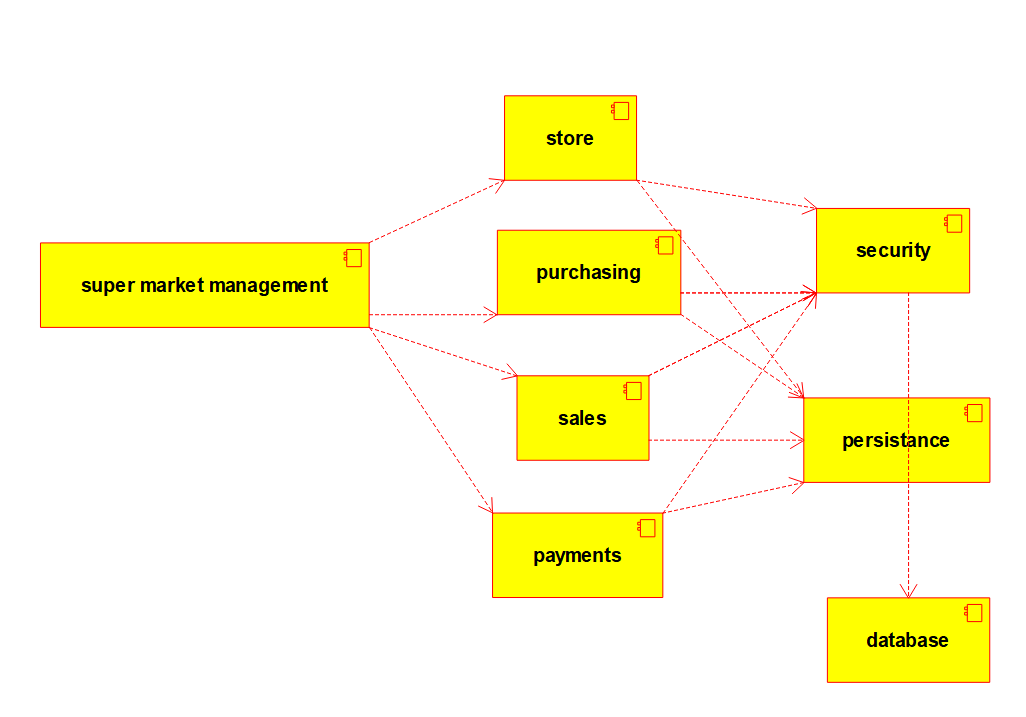 store
security
purchasing
super market management
sales
persistance
payments
database